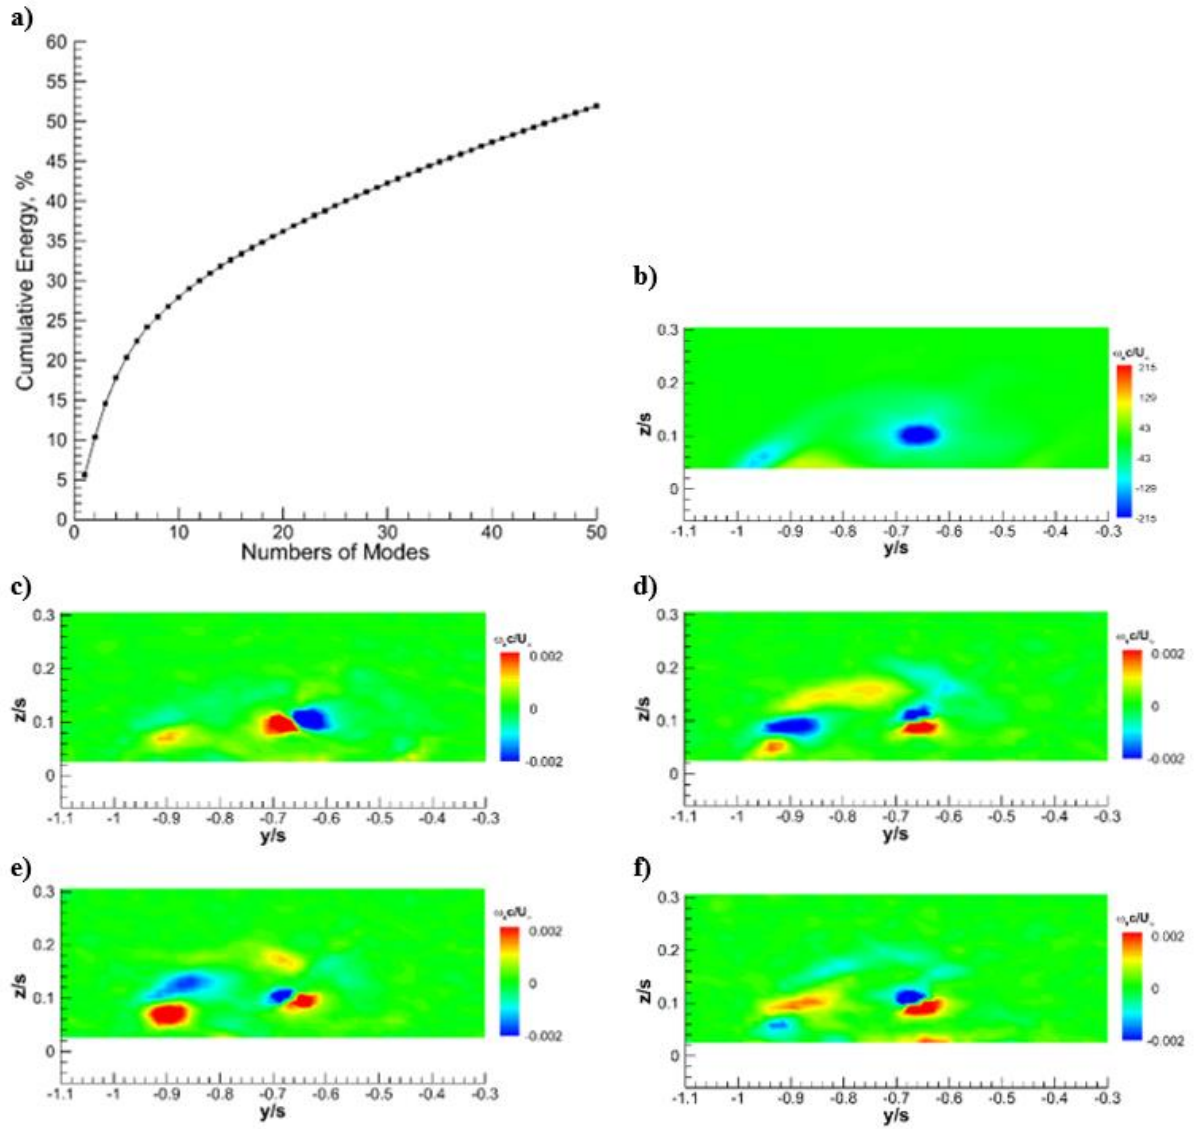 a)
60
55
50
45
40
35
30
25
20
15
10
5
0
Cumulative Energy, %
0 10 20 30 40 50
Numbers of Modes
b)
0.3
0.2
0.1
0
z/s
-1.1 -1 -0.9 -0.8 -0.7 -0.6 -0.5 -0.4 -0.3
y/s
ωₓc/U∞
215
129
43
-43
-129
-215
c)
0.3
0.2
0.1
0
z/s
-1.1 -1 -0.9 -0.8 -0.7 -0.6 -0.5 -0.4 -0.3
y/s
ωₓc/U∞
0.002
0
-0.002
d)
0.3
0.2
0.1
0
z/s
-1.1 -1 -0.9 -0.8 -0.7 -0.6 -0.5 -0.4 -0.3
y/s
ωₓc/U∞
0.002
0
-0.002
e)
0.3
0.2
0.1
0
z/s
-1.1 -1 -0.9 -0.8 -0.7 -0.6 -0.5 -0.4 -0.3
y/s
ωₓc/U∞
0.002
0
-0.002
f)
0.3
0.2
0.1
0
z/s
-1.1 -1 -0.9 -0.8 -0.7 -0.6 -0.5 -0.4 -0.3
y/s
ωₓc/U∞
0.002
0
-0.002